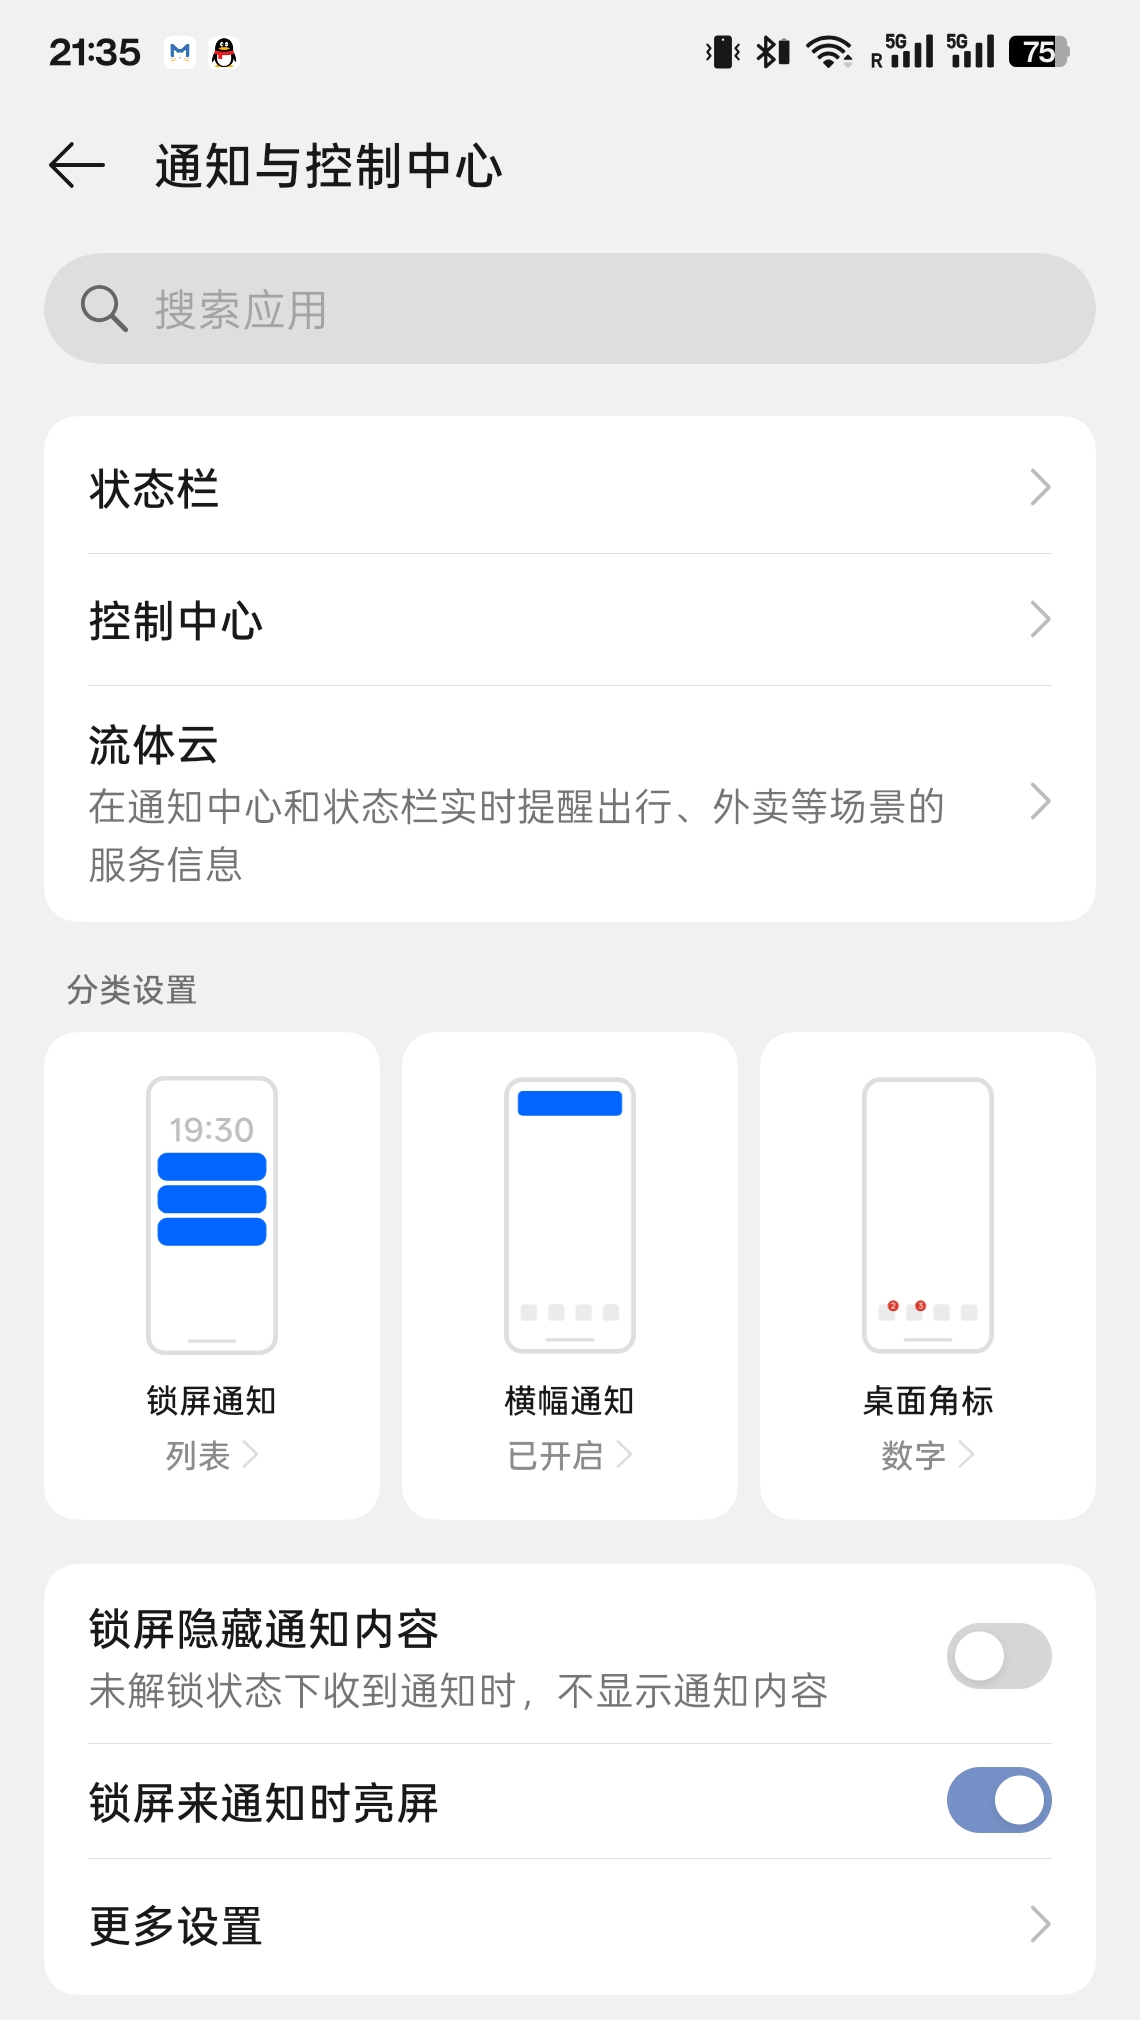 21:35
R 5G 5G 75
通知与控制中心
搜索应用
状态栏
控制中心
流体云
在通知中心和状态栏实时提醒出行、外卖等场景的
服务信息
分类设置
19:30
2 3
锁屏通知 横幅通知 桌面角标
列表 已开启 数字
锁屏隐藏通知内容
未解锁状态下收到通知时，不显示通知内容
锁屏来通知时亮屏
更多设置